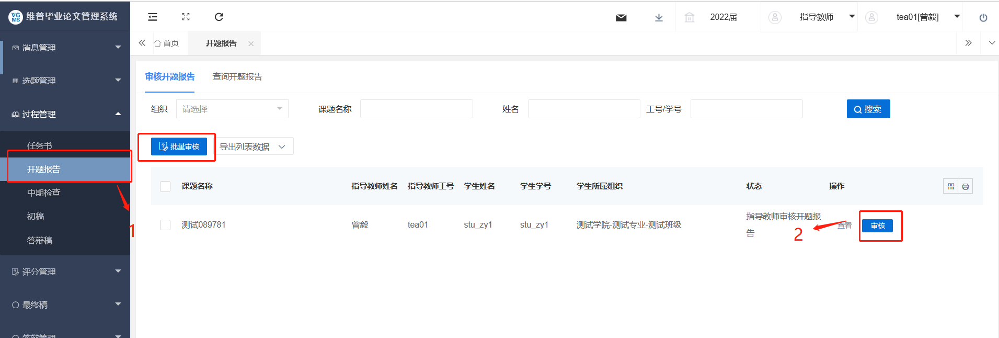 VG
MS
维普毕业论文管理系统
2022届
指导教师
tea01[曾毅]
首页
开题报告
消息管理
选题管理
过程管理
任务书
开题报告
中期检查
初稿
答辩稿
评分管理
最终稿
答辩管理
1
审核开题报告
查询开题报告
组织
请选择
课题名称
姓名
工号/学号
搜索
批量审核
导出列表数据
课题名称
指导教师姓名
指导教师工号
学生姓名
学生学号
学生所属组织
状态
操作
测试089781
曾毅
tea01
stu_zy1
stu_zy1
测试学院-测试专业-测试班级
指导教师审核开题报
告
查看
审核
2